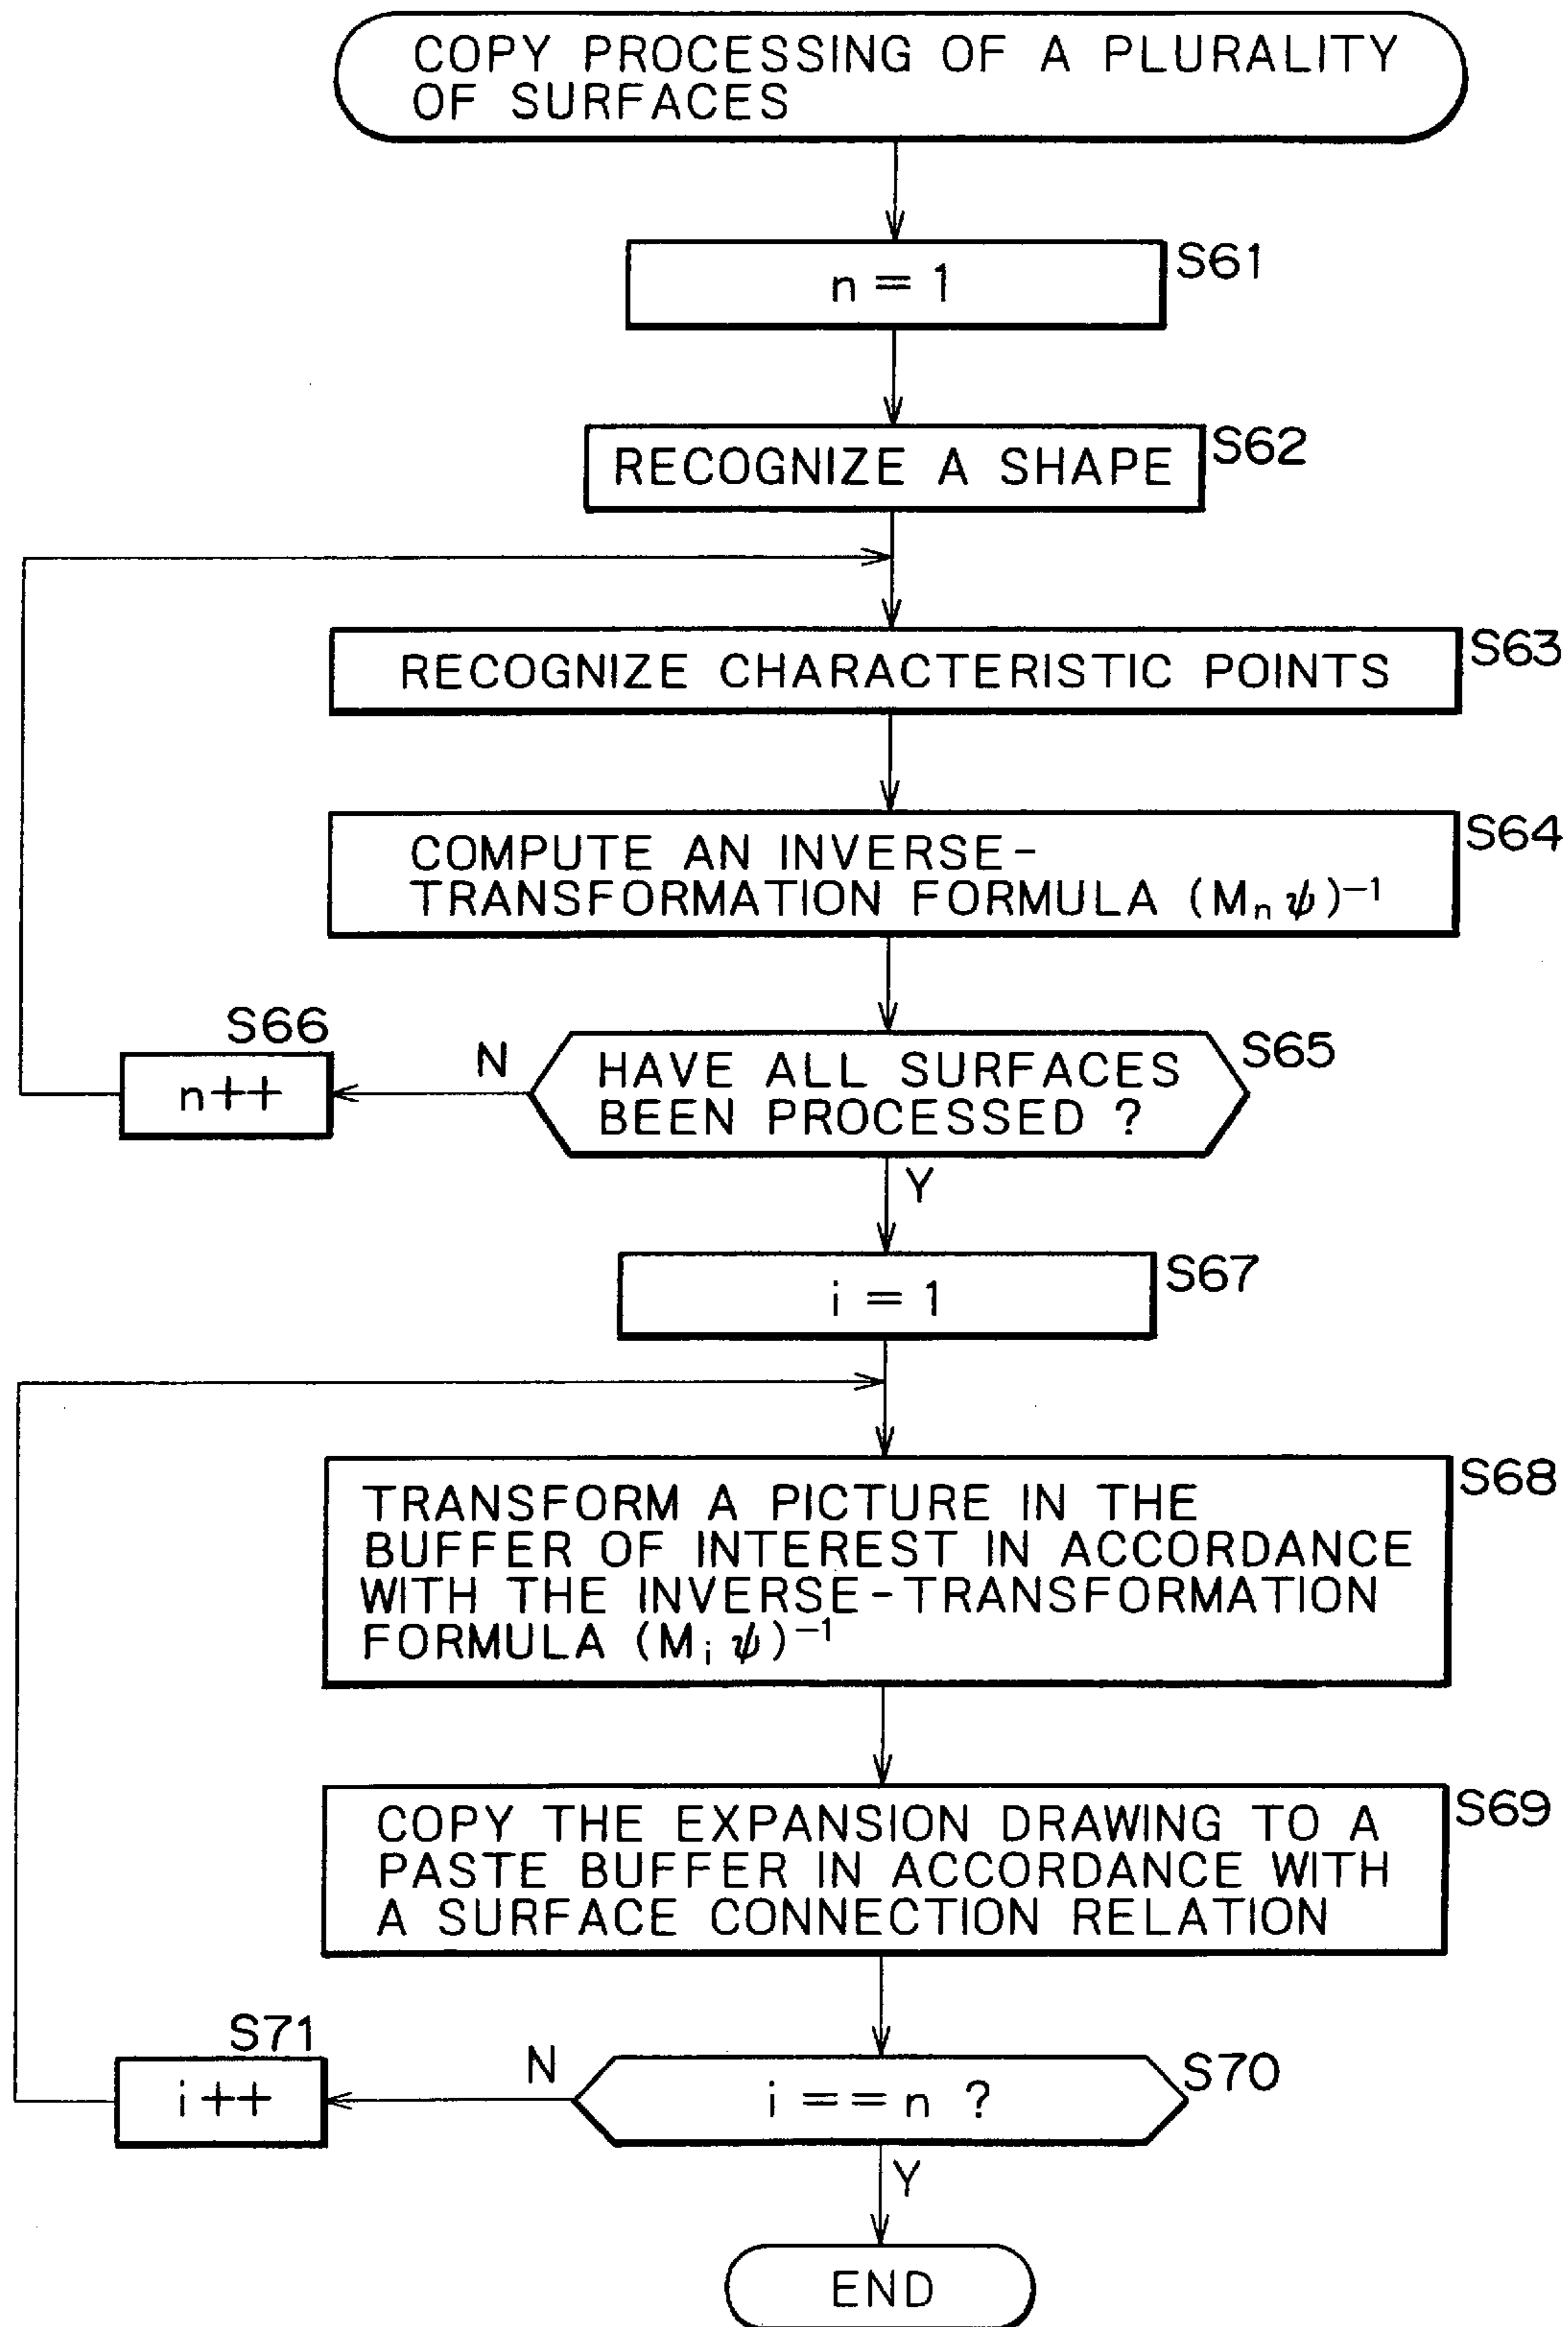 COPY PROCESSING OF A PLURALITY
OF SURFACES
S61
n = 1
S62
RECOGNIZE A SHAPE
S63
RECOGNIZE CHARACTERISTIC POINTS
S64
COMPUTE AN INVERSE-
TRANSFORMATION FORMULA (Mₙ ψ)⁻¹
S65
HAVE ALL SURFACES
BEEN PROCESSED ?
N
S66
n++
Y
S67
i = 1
S68
TRANSFORM A PICTURE IN THE
BUFFER OF INTEREST IN ACCORDANCE
WITH THE INVERSE-TRANSFORMATION
FORMULA (Mᵢ ψ)⁻¹
S69
COPY THE EXPANSION DRAWING TO A
PASTE BUFFER IN ACCORDANCE WITH
A SURFACE CONNECTION RELATION
S70
i == n ?
N
S71
i++
Y
END